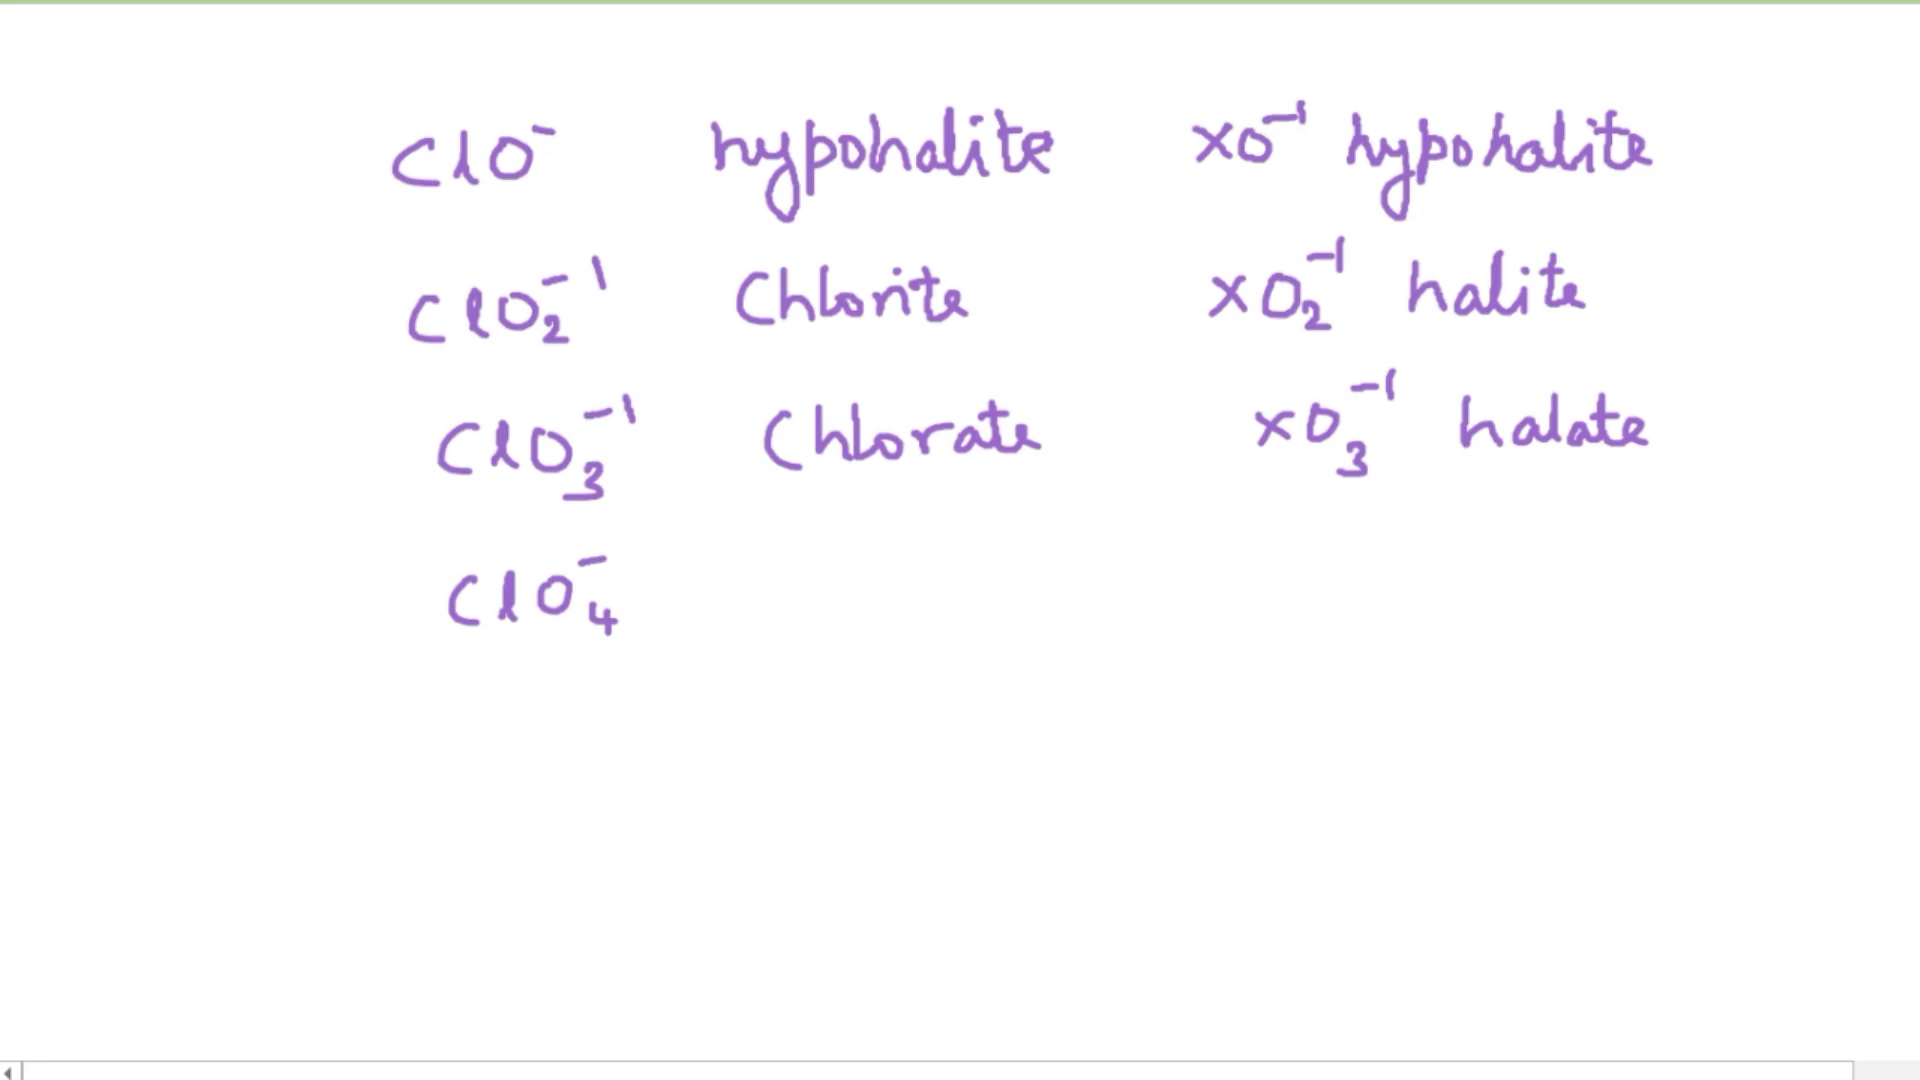 ClO⁻ hypohalite XO⁻¹ hypohalite
ClO₂⁻¹ Chlorite XO₂⁻¹ halite
ClO₃⁻¹ Chlorate XO₃⁻¹ halate
ClO₄⁻